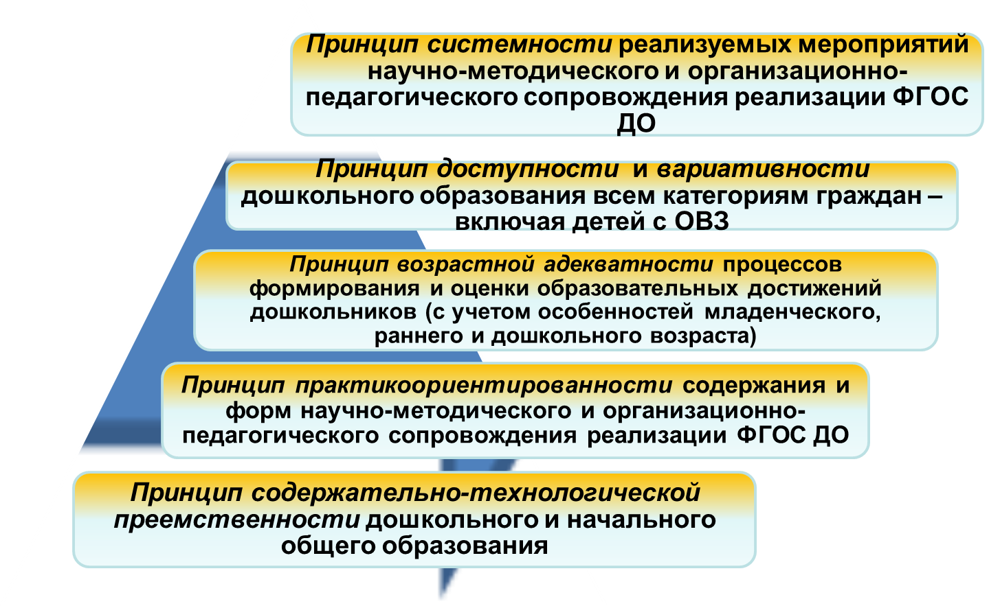 Принцип системности реализуемых мероприятий
научно-методического и организационно-
педагогического сопровождения реализации ФГОС
ДО
Принцип доступности и вариативности
дошкольного образования всем категориям граждан –
включая детей с ОВЗ
Принцип возрастной адекватности процессов
формирования и оценки образовательных достижений
дошкольников (с учетом особенностей младенческого,
раннего и дошкольного возраста)
Принцип практикоориентированности содержания и
форм научно-методического и организационно-
педагогического сопровождения реализации ФГОС ДО
Принцип содержательно-технологической
преемственности дошкольного и начального
общего образования